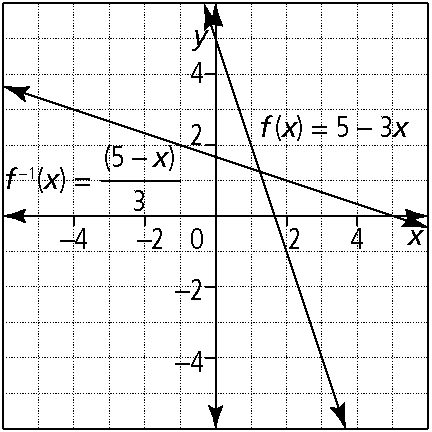 y
4
f(x) = 5 – 3x
2
f⁻¹(x) = (5 – x)/3
–4 –2 0 2 4 x
–2
–4